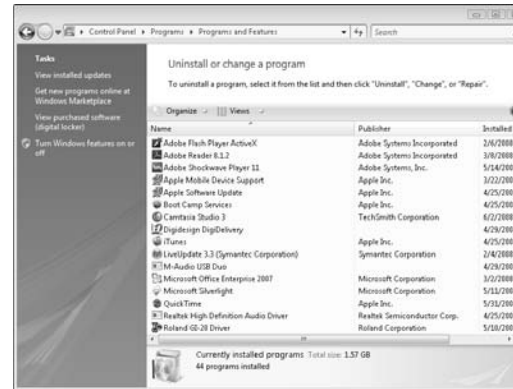 Control Panel ▸ Programs ▸ Programs and Features
Search
Tasks
View installed updates
Get new programs online at
Windows Marketplace
View purchased software
(digital locker)
Turn Windows features on or
off
Uninstall or change a program
To uninstall a program, select it from the list and then click "Uninstall", "Change", or "Repair".
Organize Views
Name Publisher Installed
Adobe Flash Player ActiveX Adobe Systems Incorporated 2/6/2008
Adobe Reader 8.1.2 Adobe Systems Incorporated 3/8/2008
Adobe Shockwave Player 11 Adobe Systems, Inc. 5/14/200
Apple Mobile Device Support Apple Inc. 3/22/200
Apple Software Update Apple Inc. 4/25/200
Boot Camp Services Apple Inc. 4/25/200
Camtasia Studio 3 TechSmith Corporation 6/2/2008
Digidesign DigiDelivery 4/29/200
iTunes Apple Inc. 4/25/200
LiveUpdate 3.3 (Symantec Corporation) Symantec Corporation 2/4/2008
M-Audio USB Duo 4/29/200
Microsoft Office Enterprise 2007 Microsoft Corporation 3/2/2008
Microsoft Silverlight Microsoft Corporation 5/11/200
QuickTime Apple Inc. 5/31/200
Realtek High Definition Audio Driver Realtek Semiconductor Corp. 4/25/200
Roland GI-20 Driver Roland Corporation 5/18/200
Currently installed programs Total size: 1.57 GB
44 programs installed